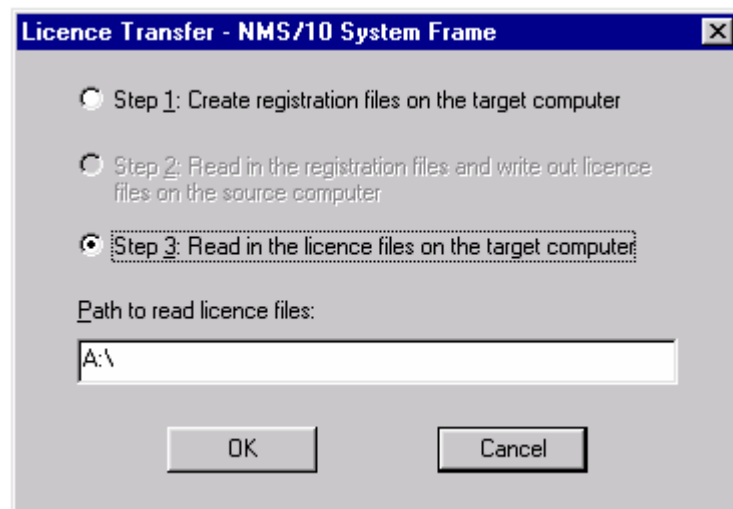 Licence Transfer - NMS/10 System Frame
Step 1: Create registration files on the target computer
Step 2: Read in the registration files and write out licence
files on the source computer
Step 3: Read in the licence files on the target computer
Path to read licence files:
A:\
OK
Cancel